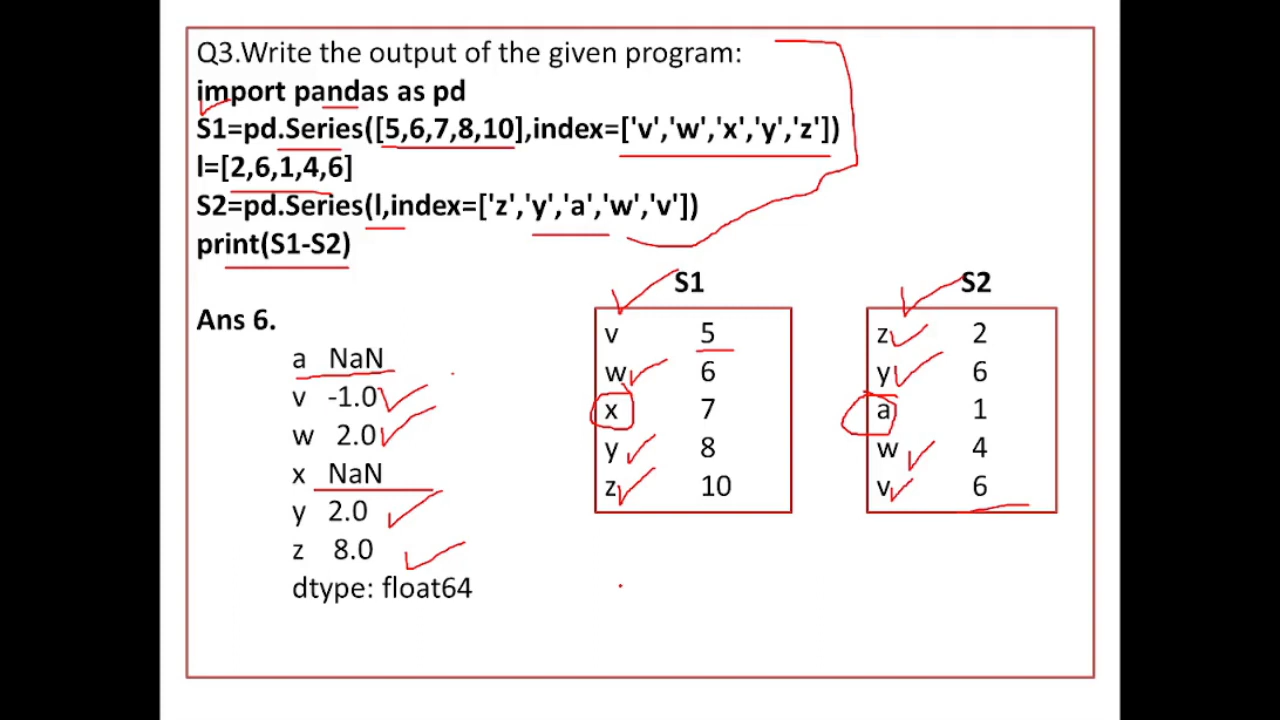 Q3.Write the output of the given program:
import pandas as pd
S1=pd.Series([5,6,7,8,10],index=['v','w','x','y','z'])
l=[2,6,1,4,6]
S2=pd.Series(l,index=['z','y','a','w','v'])
print(S1-S2)
Ans 6.
a NaN
v -1.0
w 2.0
x NaN
y 2.0
z 8.0
dtype: float64
S1
v 5
w 6
x 7
y 8
z 10
S2
z 2
y 6
a 1
w 4
v 6